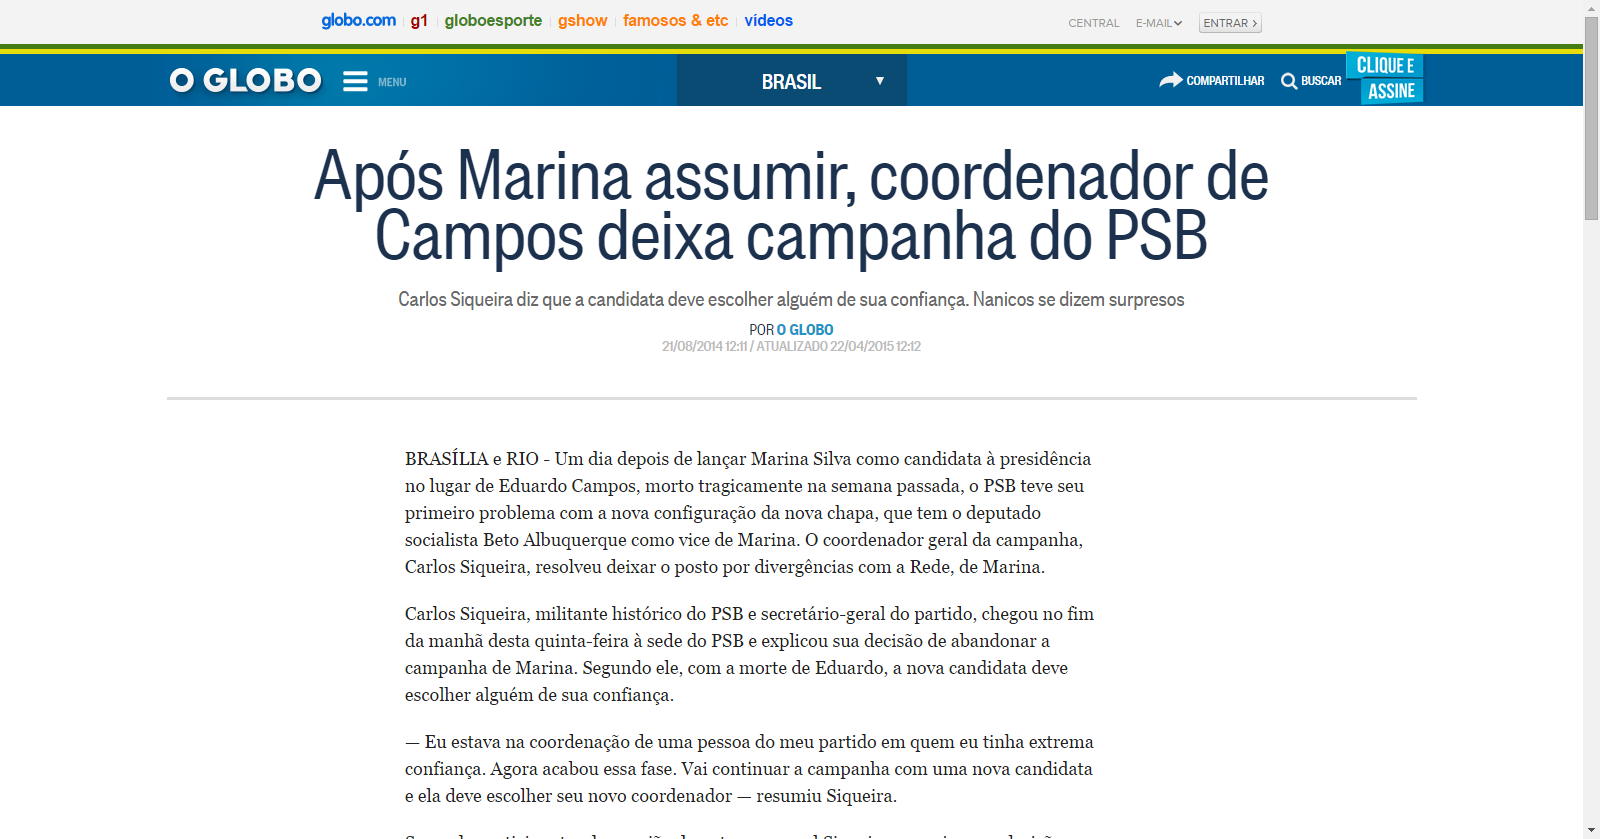 globo.com g1 globoesporte gshow famosos & etc vídeos CENTRAL E-MAIL ENTRAR >
O GLOBO MENU BRASIL ▼ COMPARTILHAR BUSCAR CLIQUE E
ASSINE
Após Marina assumir, coordenador de
Campos deixa campanha do PSB
Carlos Siqueira diz que a candidata deve escolher alguém de sua confiança. Nanicos se dizem surpresos
POR O GLOBO
21/08/2014 12:11 / ATUALIZADO 22/04/2015 12:12
BRASÍLIA e RIO - Um dia depois de lançar Marina Silva como candidata à presidência
no lugar de Eduardo Campos, morto tragicamente na semana passada, o PSB teve seu
primeiro problema com a nova configuração da nova chapa, que tem o deputado
socialista Beto Albuquerque como vice de Marina. O coordenador geral da campanha,
Carlos Siqueira, resolveu deixar o posto por divergências com a Rede, de Marina.
Carlos Siqueira, militante histórico do PSB e secretário-geral do partido, chegou no fim
da manhã desta quinta-feira à sede do PSB e explicou sua decisão de abandonar a
campanha de Marina. Segundo ele, com a morte de Eduardo, a nova candidata deve
escolher alguém de sua confiança.
— Eu estava na coordenação de uma pessoa do meu partido em quem eu tinha extrema
confiança. Agora acabou essa fase. Vai continuar a campanha com uma nova candidata
e ela deve escolher seu novo coordenador — resumiu Siqueira.